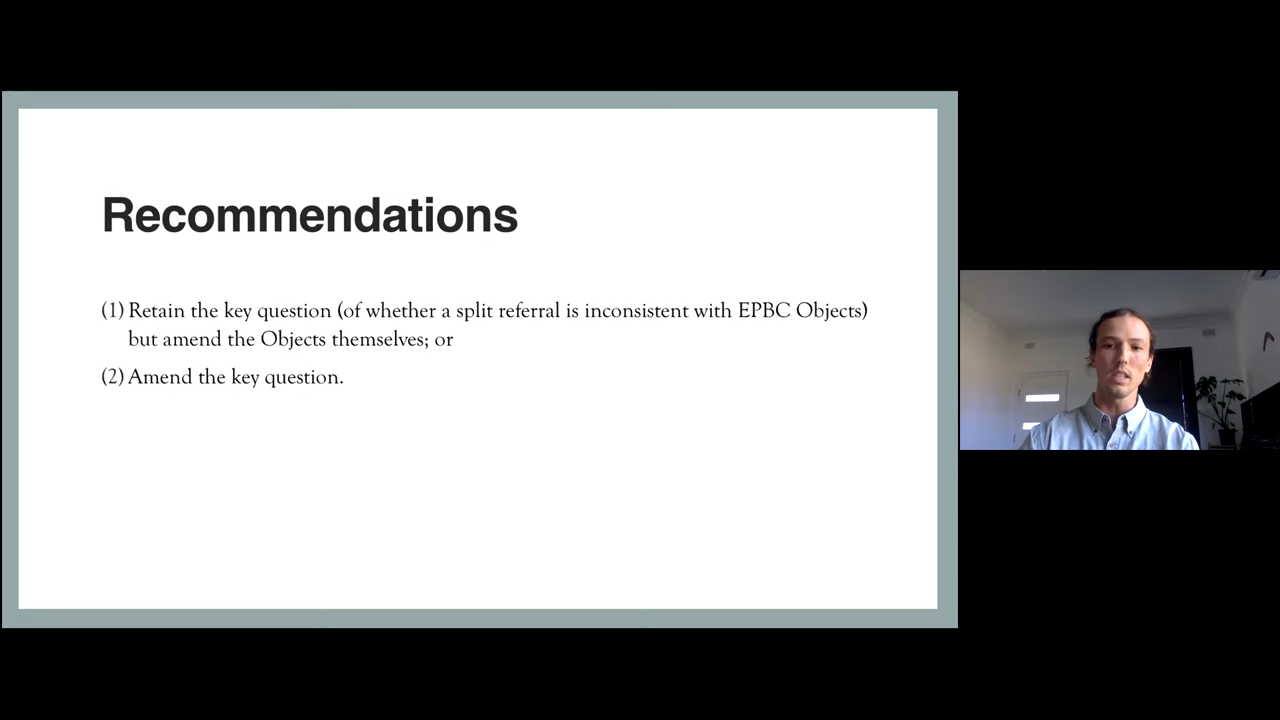 Recommendations
(1) Retain the key question (of whether a split referral is inconsistent with EPBC Objects)
but amend the Objects themselves; or
(2) Amend the key question.